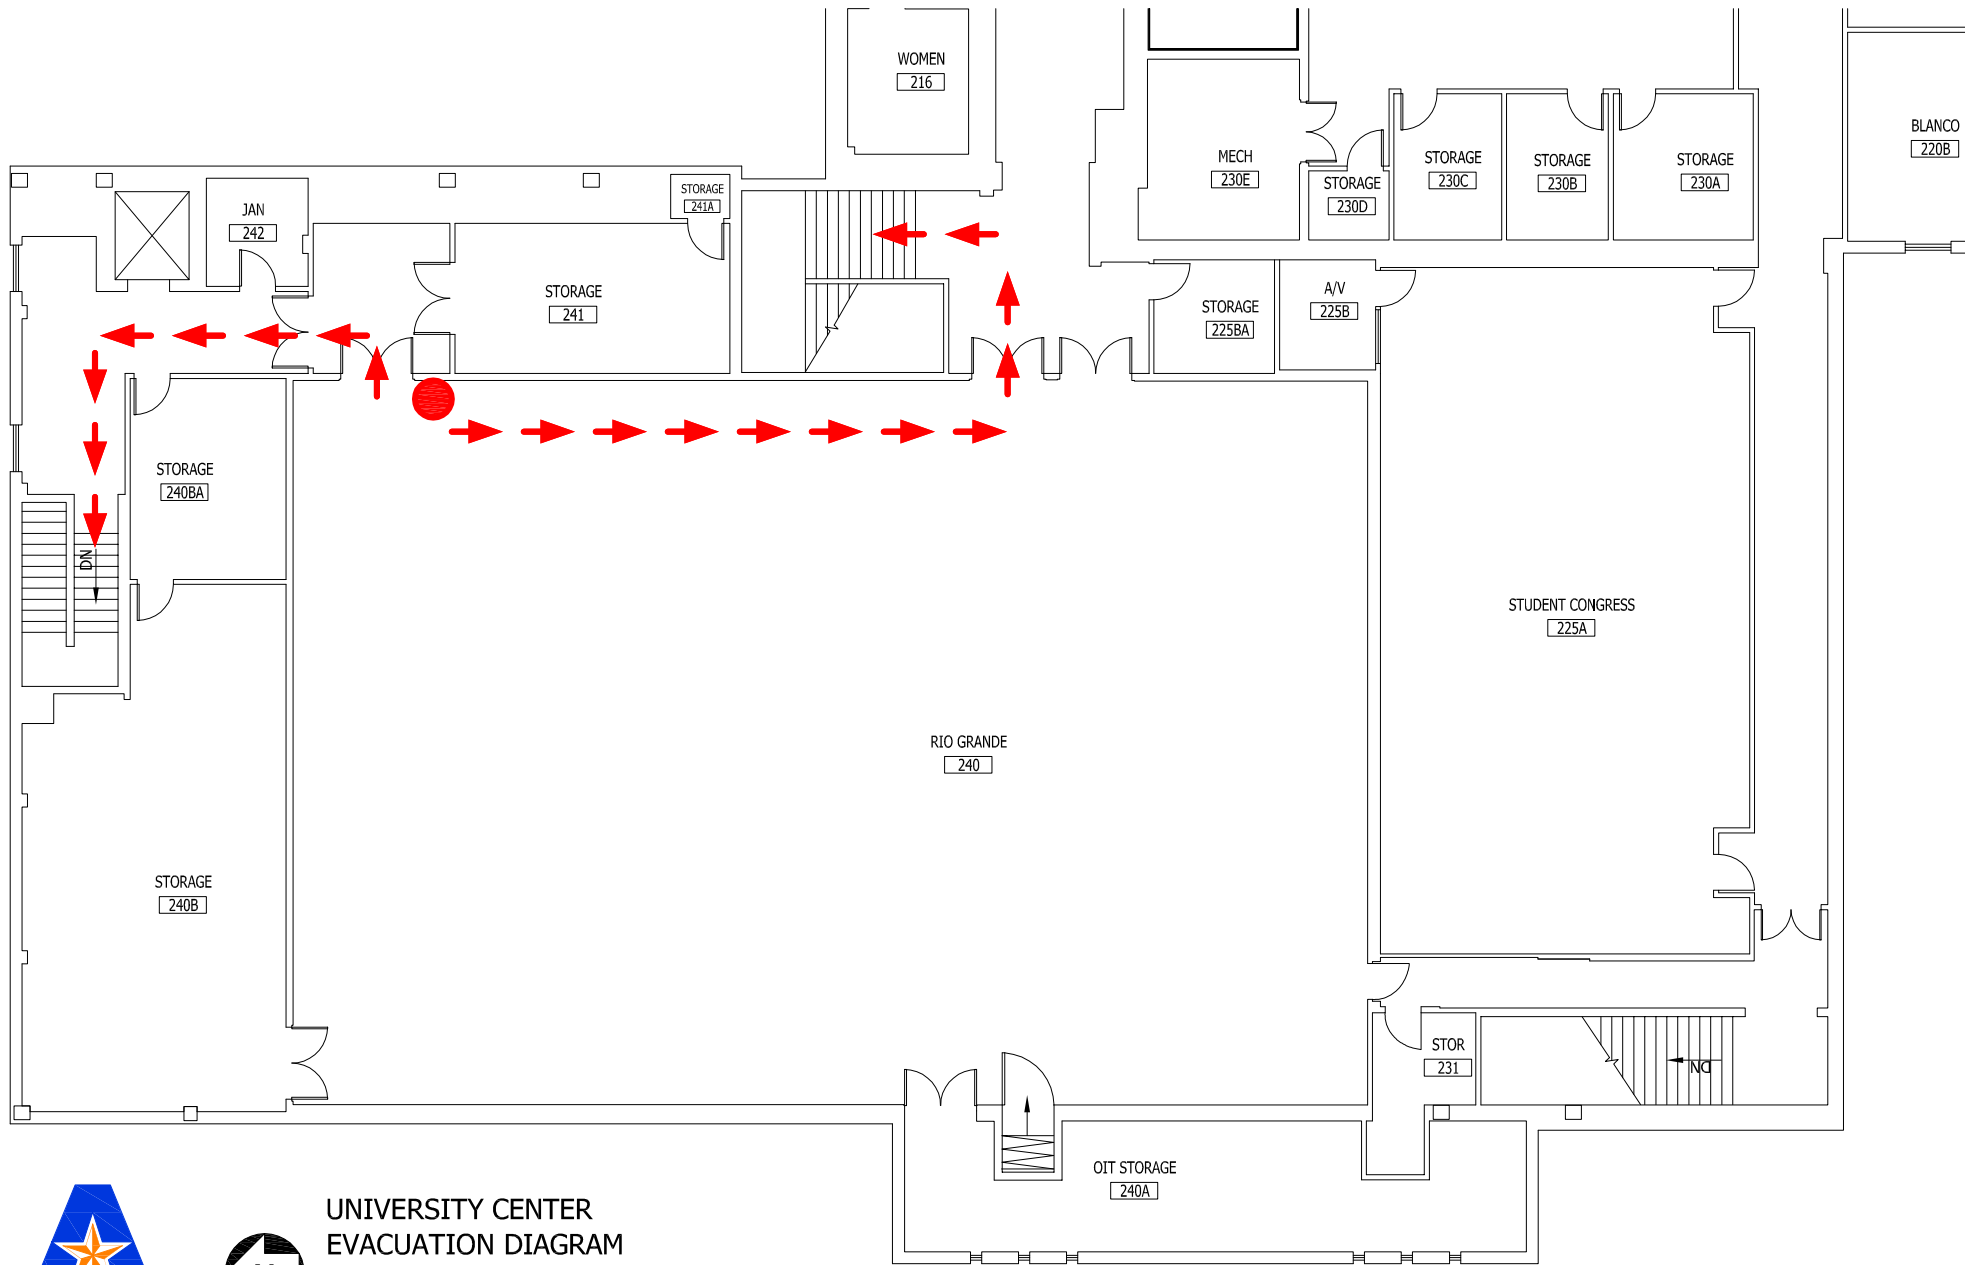 WOMEN
216
BLANCO
220B
MECH
230E
STORAGE
230D
STORAGE
230C
STORAGE
230B
STORAGE
230A
JAN
242
STORAGE
241A
STORAGE
241
STORAGE
225BA
A/V
225B
STORAGE
240BA
DN
STUDENT CONGRESS
225A
RIO GRANDE
240
STORAGE
240B
STOR
231
DN
OIT STORAGE
240A
UNIVERSITY CENTER
EVACUATION DIAGRAM